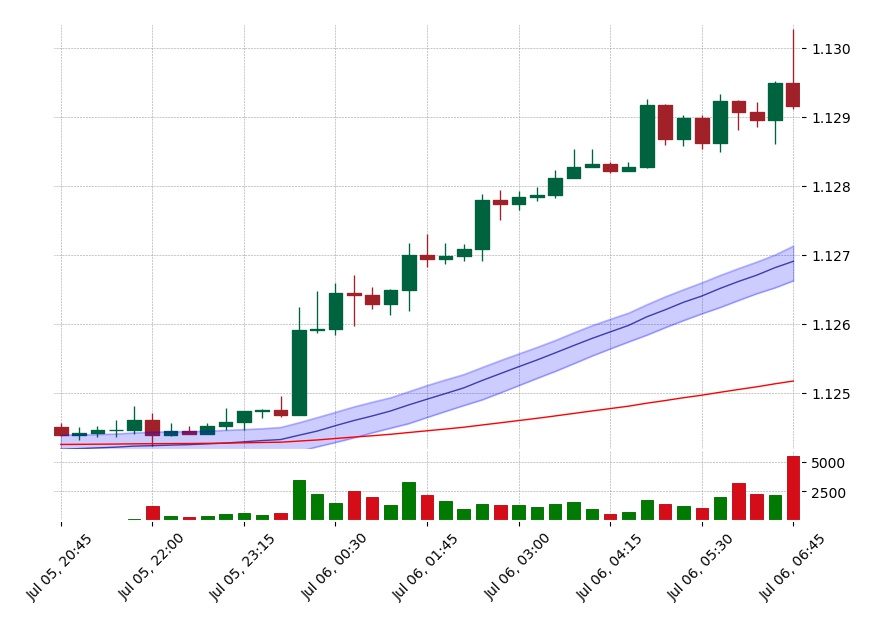 1.130
1.129
1.128
1.127
1.126
1.125
5000
2500
Jul 05, 20:45
Jul 05, 22:00
Jul 05, 23:15
Jul 06, 00:30
Jul 06, 01:45
Jul 06, 03:00
Jul 06, 04:15
Jul 06, 05:30
Jul 06, 06:45